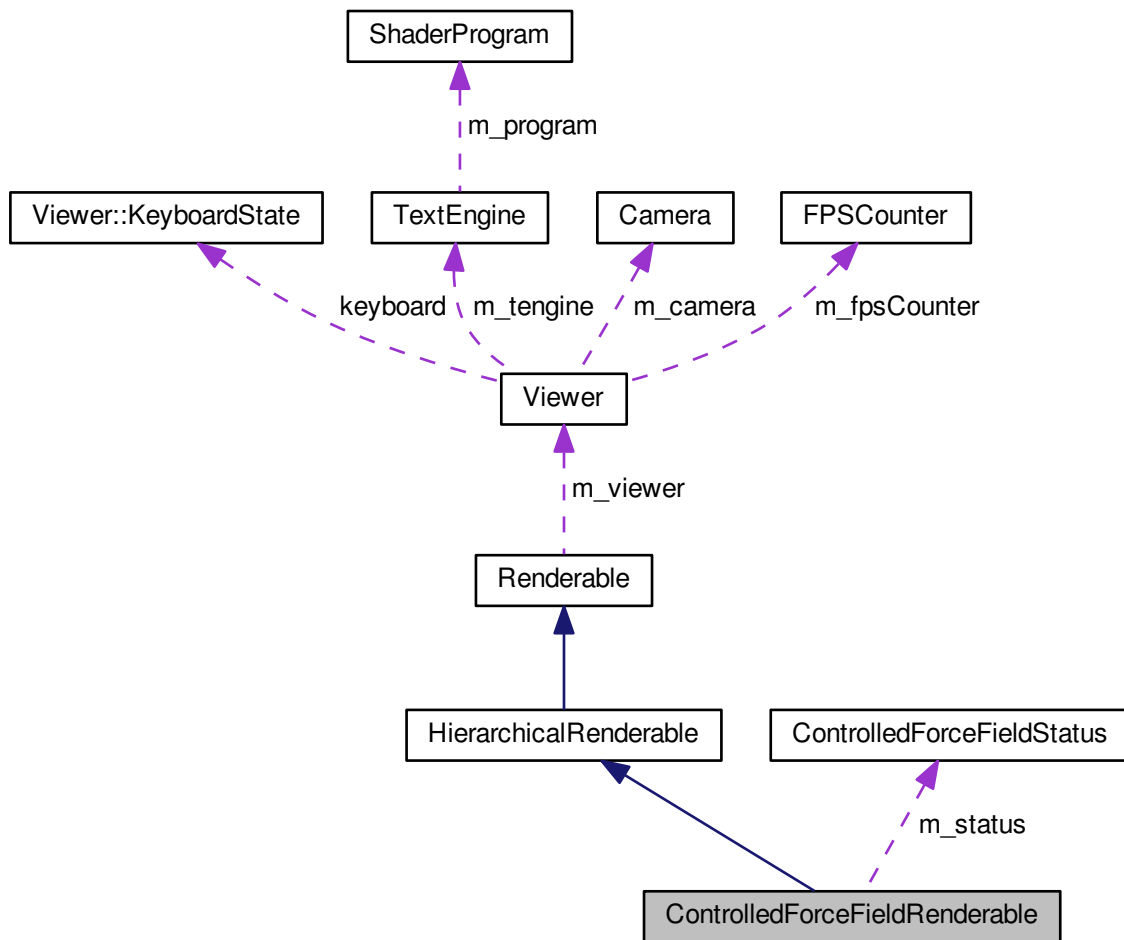 ShaderProgram
m_program
Viewer::KeyboardState
TextEngine
Camera
FPSCounter
keyboard
m_tengine
m_camera
m_fpsCounter
Viewer
m_viewer
Renderable
HierarchicalRenderable
ControlledForceFieldStatus
m_status
ControlledForceFieldRenderable